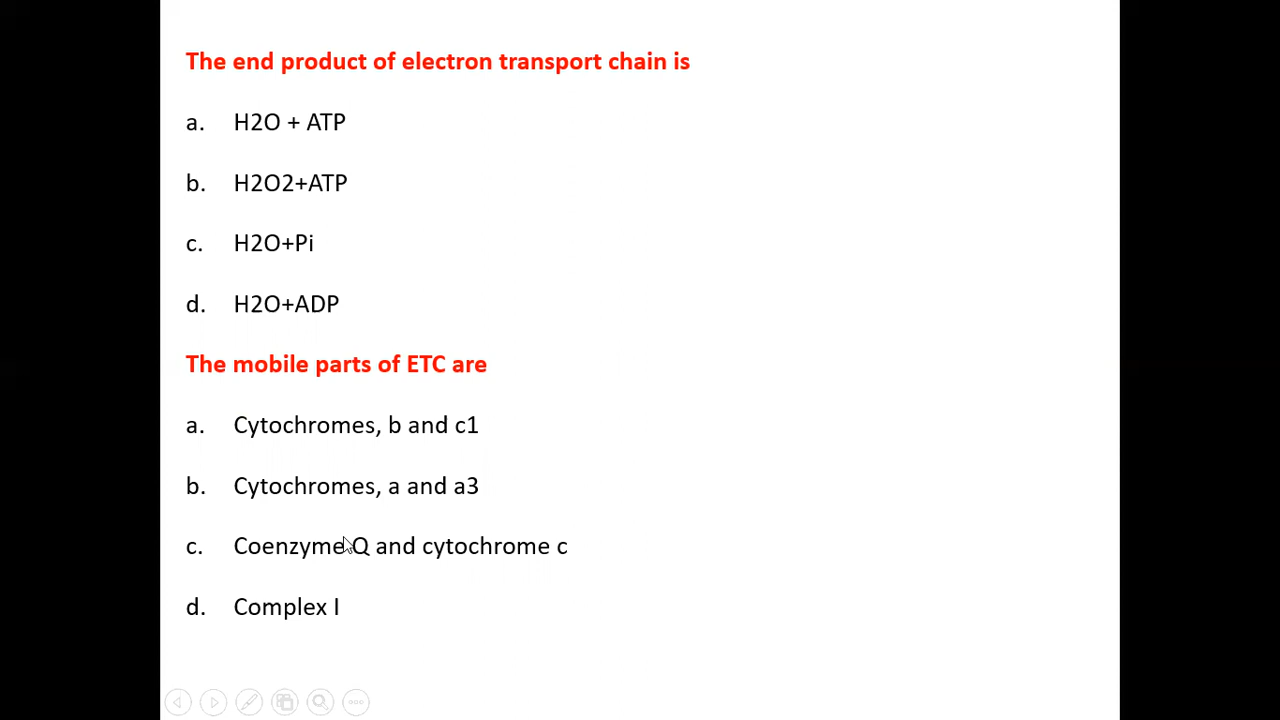 The end product of electron transport chain is
a. H2O + ATP
b. H2O2+ATP
c. H2O+Pi
d. H2O+ADP
The mobile parts of ETC are
a. Cytochromes, b and c1
b. Cytochromes, a and a3
c. Coenzyme Q and cytochrome c
d. Complex I